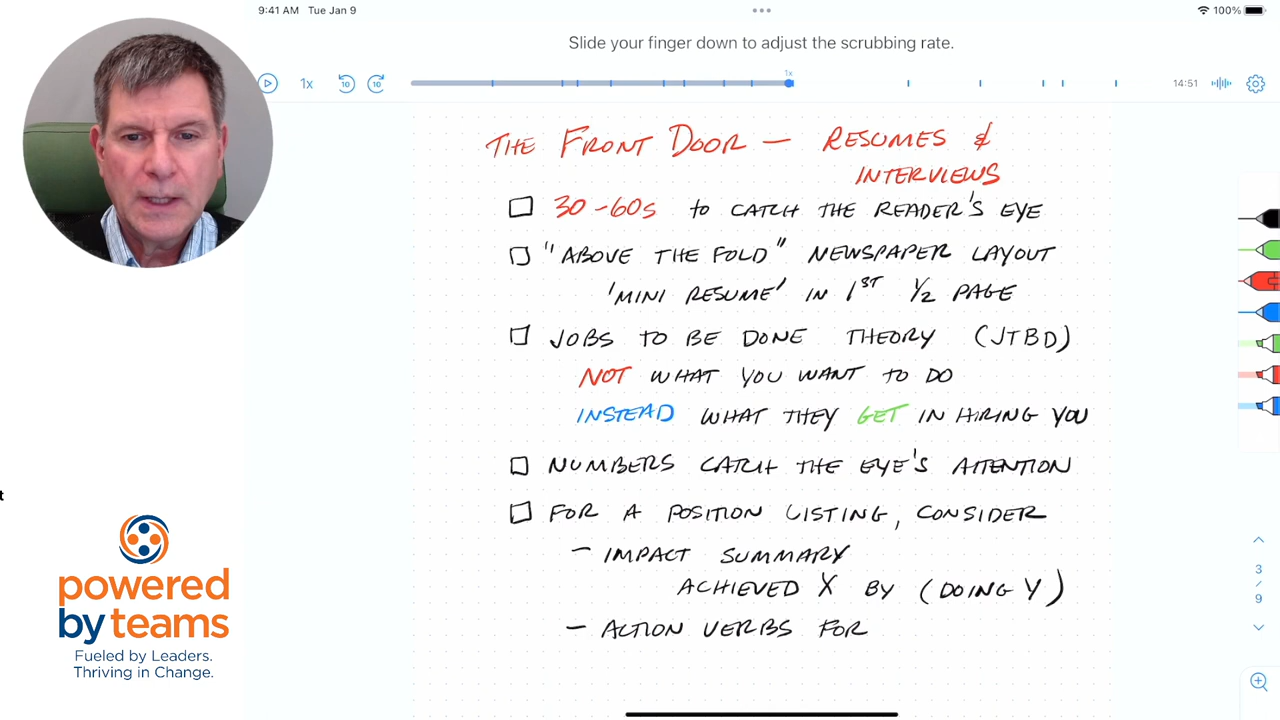 9:41 AM Tue Jan 9
100%
Slide your finger down to adjust the scrubbing rate.
1x
10
10
1x
14:51
THE FRONT DOOR — RESUMES &
INTERVIEWS
30-60s TO CATCH THE READER'S EYE
"ABOVE THE FOLD" NEWSPAPER LAYOUT
'MINI RESUME' IN 1ST 1/2 PAGE
JOBS TO BE DONE THEORY (JTBD)
NOT WHAT YOU WANT TO DO
INSTEAD WHAT THEY GET IN HIRING YOU
NUMBERS CATCH THE EYE'S ATTENTION
FOR A POSITION LISTING, CONSIDER
- IMPACT SUMMARY
ACHIEVED X BY (DOING Y)
- ACTION VERBS FOR
t
powered
by teams
Fueled by Leaders.
Thriving in Change.
3
/
9